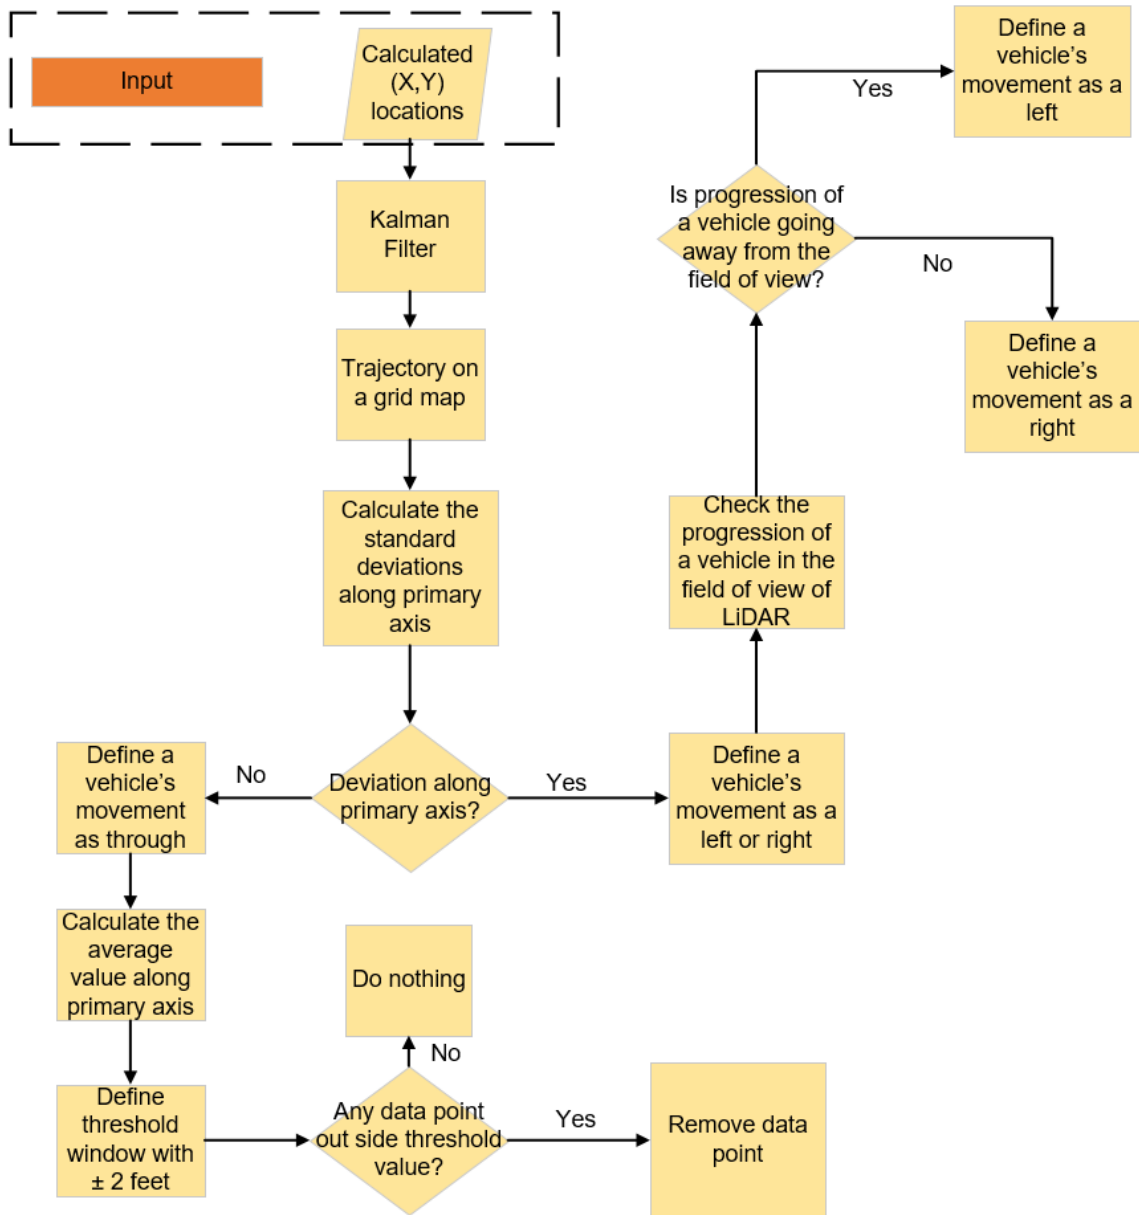 Input
Calculated
(X,Y)
locations
Kalman
Filter
Trajectory on
a grid map
Calculate the
standard
deviations
along primary
axis
Deviation along
primary axis?
No
Yes
Define a
vehicle's
movement
as through
Calculate the
average
value along
primary axis
Define
threshold
window with
± 2 feet
Any data point
out side threshold
value?
No
Do nothing
Yes
Remove data
point
Define a
vehicle's
movement as a
left or right
Check the
progression of
a vehicle in the
field of view of
LiDAR
Is progression of
a vehicle going
away from the
field of view?
Yes
Define a
vehicle's
movement as a
left
No
Define a
vehicle's
movement as a
right